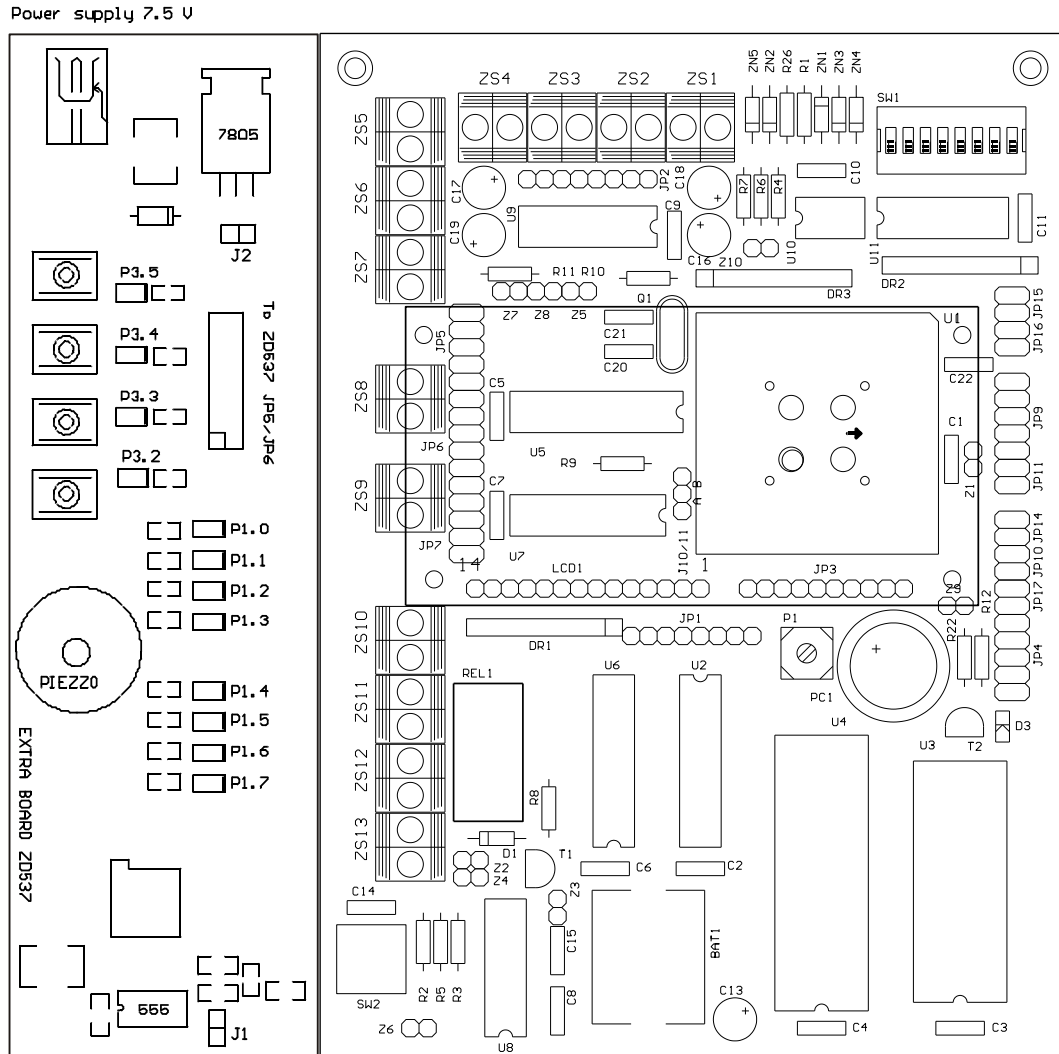 Power supply 7.5 V
7805
J2
P3.5
P3.4
P3.3
P3.2
To ZD537 JP5/JP6
P1.0
P1.1
P1.2
P1.3
PIEZZO
P1.4
P1.5
P1.6
P1.7
EXTRA BOARD ZD537
555
J1
ZS4 ZS3 ZS2 ZS1
ZN5 ZN2 R26 R1 ZN1 ZN3 ZN4
SW1
ZS5
ZS6
ZS7
C17
C19
U9
JP2
C9
C18
C16
R7 R6 R4
C10
U10
U11
C11
Z10
DR3
DR2
R11 R10
Z7 Z8 Z5
Q1
C21
C20
U1
JP15
JP16
C22
JP5
ZS8
C5
JP6
U5
R9
C1
Z1
JP9
JP11
ZS9
C7
JP7
U7
A B
J10/11
14
LCD1
1
JP3
JP14
JP10
JP17
Z9
R12
R22
JP4
ZS10
DR1
JP1
P1
PC1
REL1
U6
U2
ZS11
U4
U3
T2
D3
ZS12
R8
ZS13
D1
T1
Z2
Z4
C6
C2
Z3
C14
C15
BAT1
SW2
R2 R5 R3
C8
C13
Z6
U8
C4
C3